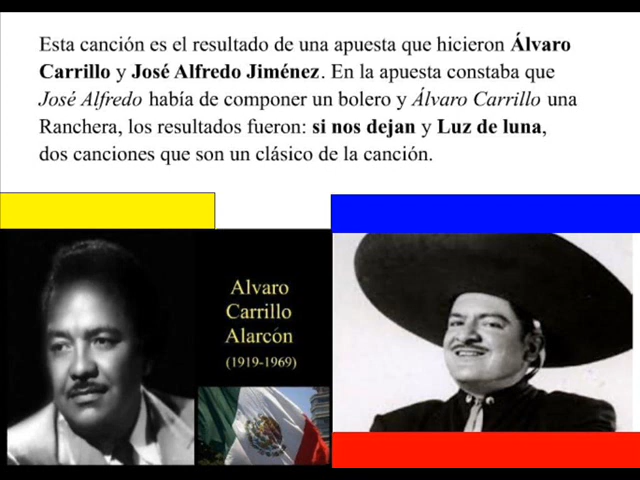 Esta canción es el resultado de una apuesta que hicieron Álvaro
Carrillo y José Alfredo Jiménez. En la apuesta constaba que
José Alfredo había de componer un bolero y Álvaro Carrillo una
Ranchera, los resultados fueron: si nos dejan y Luz de luna,
dos canciones que son un clásico de la canción.
Alvaro
Carrillo
Alarcón
(1919-1969)